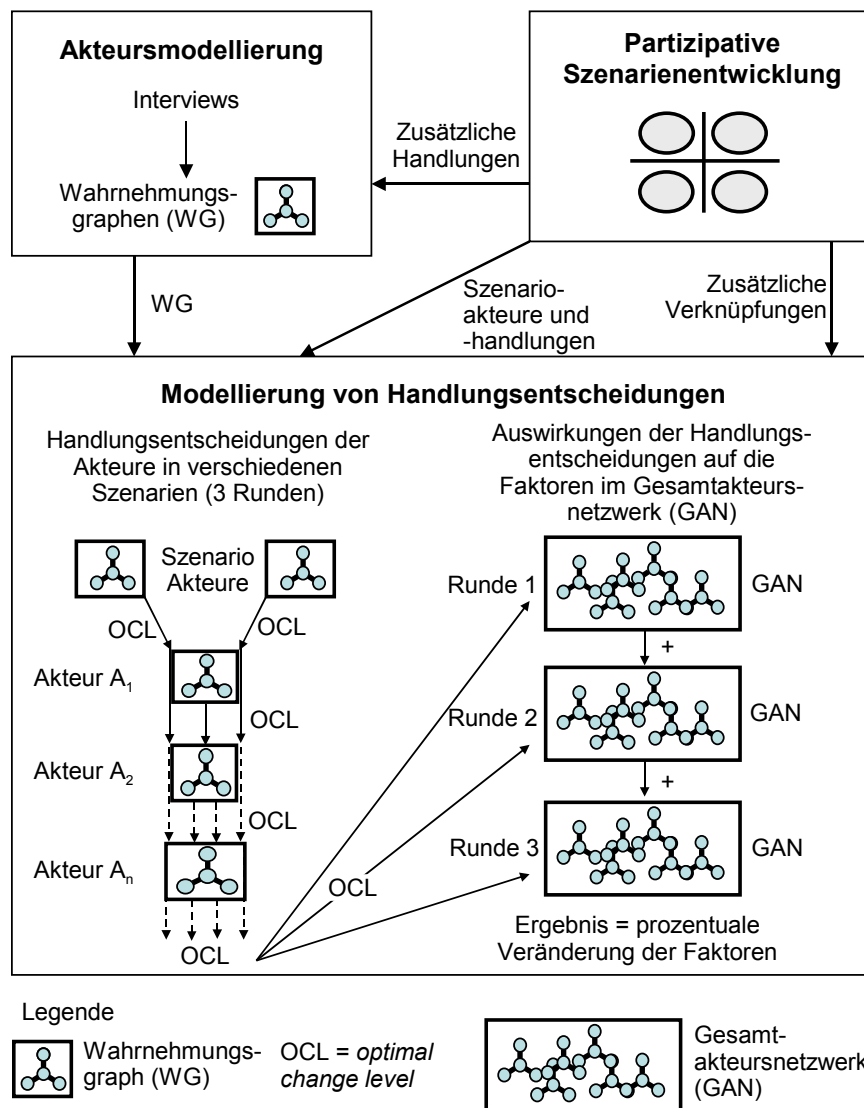 Akteursmodellierung
Interviews
Wahrnehmungs-
graphen (WG)
Partizipative
Szenarienentwicklung
Zusätzliche
Handlungen
WG
Szenario-
akteure und
-handlungen
Zusätzliche
Verknüpfungen
Modellierung von Handlungsentscheidungen
Handlungsentscheidungen der
Akteure in verschiedenen
Szenarien (3 Runden)
Szenario
Akteure
OCL
OCL
Akteur A1
OCL
Akteur A2
OCL
Akteur An
OCL
Auswirkungen der Handlungs-
entscheidungen auf die
Faktoren im Gesamtakteurs-
netzwerk (GAN)
Runde 1
GAN
+
Runde 2
GAN
+
Runde 3
GAN
OCL
Ergebnis = prozentuale
Veränderung der Faktoren
Legende
Wahrnehmungs-
graph (WG)
OCL = optimal
change level
Gesamt-
akteursnetzwerk
(GAN)